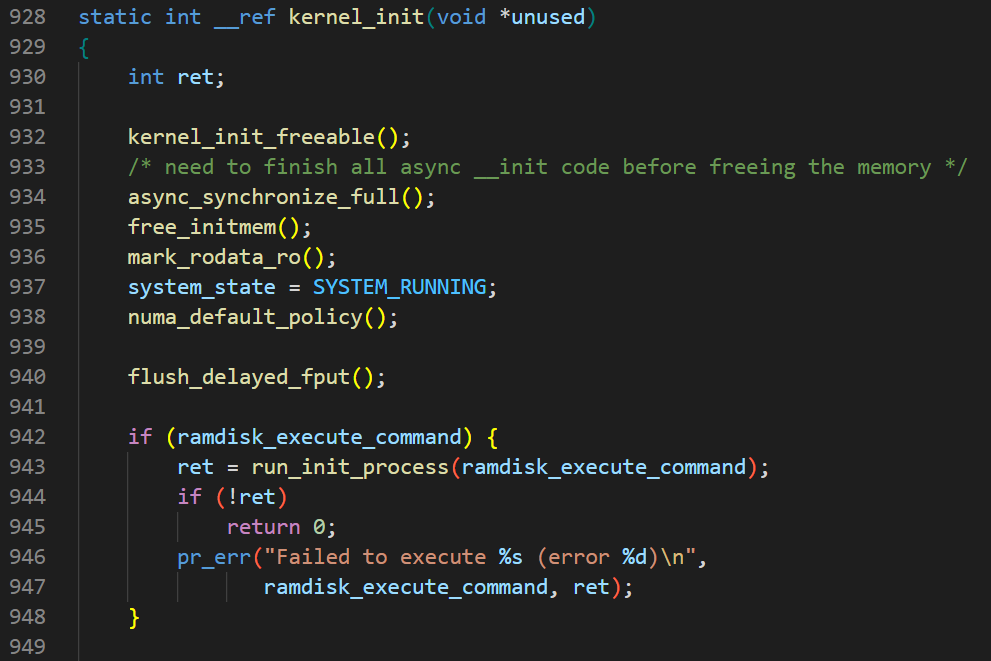 928 static int __ref kernel_init(void *unused)
929 {
930     int ret;
931
932     kernel_init_freeable();
933     /* need to finish all async __init code before freeing the memory */
934     async_synchronize_full();
935     free_initmem();
936     mark_rodata_ro();
937     system_state = SYSTEM_RUNNING;
938     numa_default_policy();
939
940     flush_delayed_fput();
941
942     if (ramdisk_execute_command) {
943         ret = run_init_process(ramdisk_execute_command);
944         if (!ret)
945             return 0;
946         pr_err("Failed to execute %s (error %d)\n",
947                ramdisk_execute_command, ret);
948     }
949